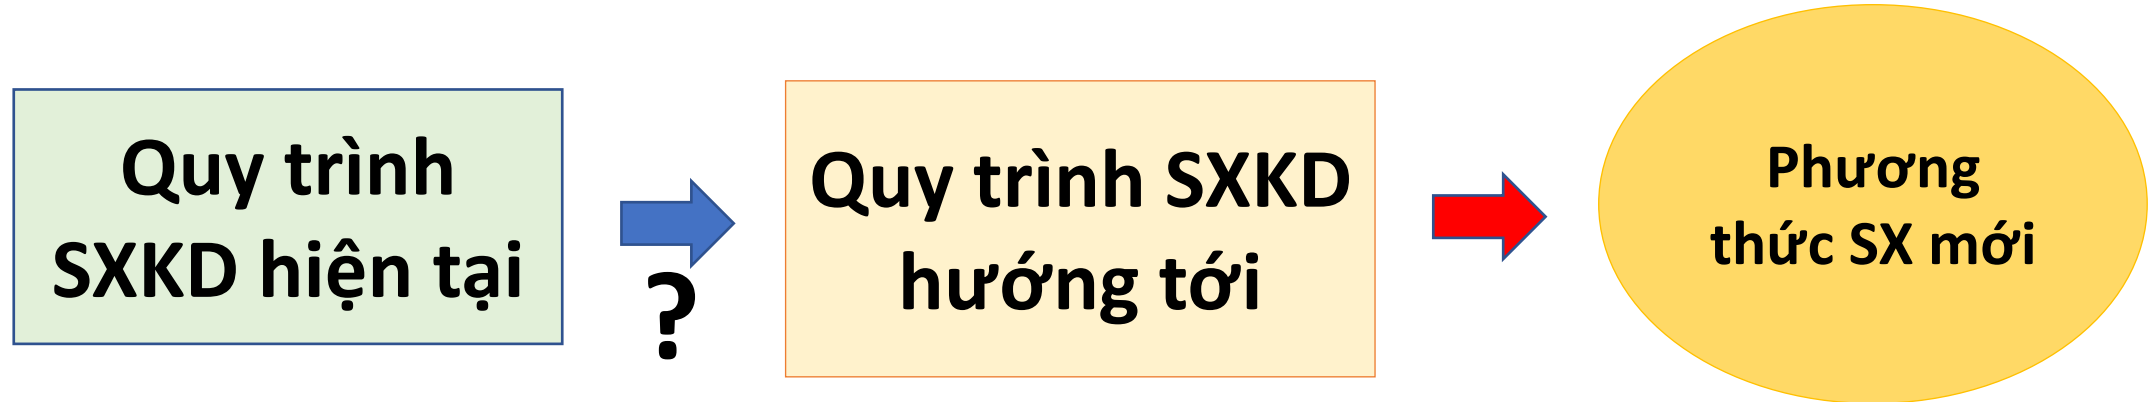 Quy trình
SXKD hiện tại
?
Quy trình SXKD
hướng tới
Phương
thức SX mới